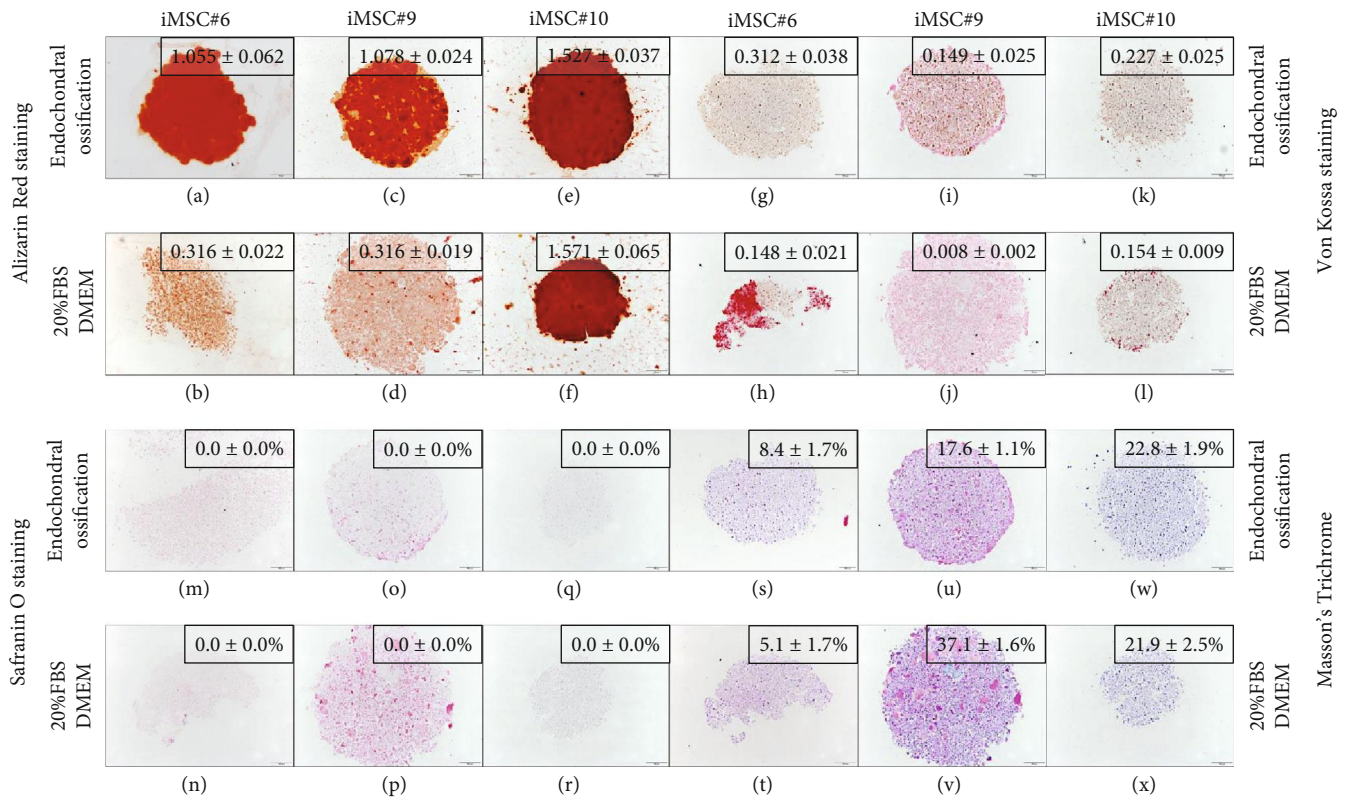 iMSC#6 iMSC#9 iMSC#10 iMSC#6 iMSC#9 iMSC#10
Alizarin Red staining
Endochondral
ossification
1.055 ± 0.062 1.078 ± 0.024 1.527 ± 0.037 0.312 ± 0.038 0.149 ± 0.025 0.227 ± 0.025
Endochondral
ossification
Von Kossa staining
(a) (c) (e) (g) (i) (k)
20%FBS
DMEM
0.316 ± 0.022 0.316 ± 0.019 1.571 ± 0.065 0.148 ± 0.021 0.008 ± 0.002 0.154 ± 0.009
20%FBS
DMEM
(b) (d) (f) (h) (j) (l)
Safranin O staining
Endochondral
ossification
0.0 ± 0.0% 0.0 ± 0.0% 0.0 ± 0.0% 8.4 ± 1.7% 17.6 ± 1.1% 22.8 ± 1.9%
Endochondral
ossification
Masson's Trichrome
(m) (o) (q) (s) (u) (w)
20%FBS
DMEM
0.0 ± 0.0% 0.0 ± 0.0% 0.0 ± 0.0% 5.1 ± 1.7% 37.1 ± 1.6% 21.9 ± 2.5%
20%FBS
DMEM
(n) (p) (r) (t) (v) (x)